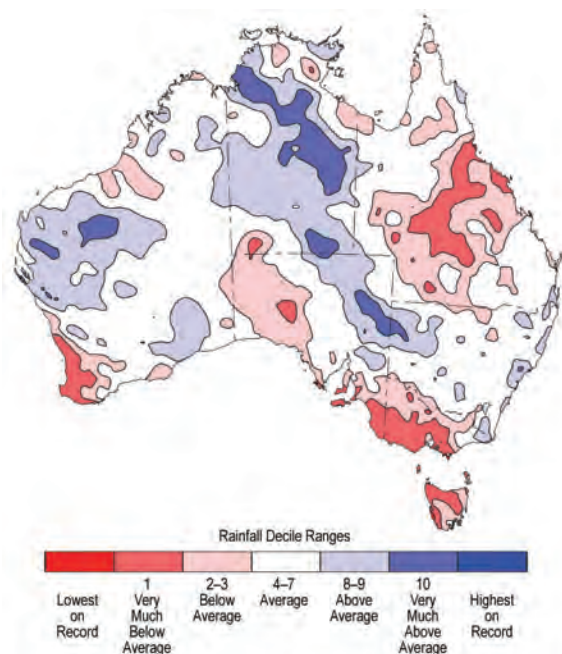 Rainfall Decile Ranges
1 2–3 4–7 8–9 10
Lowest on Record
Very Much Below Average
Below Average
Average
Above Average
Very Much Above Average
Highest on Record